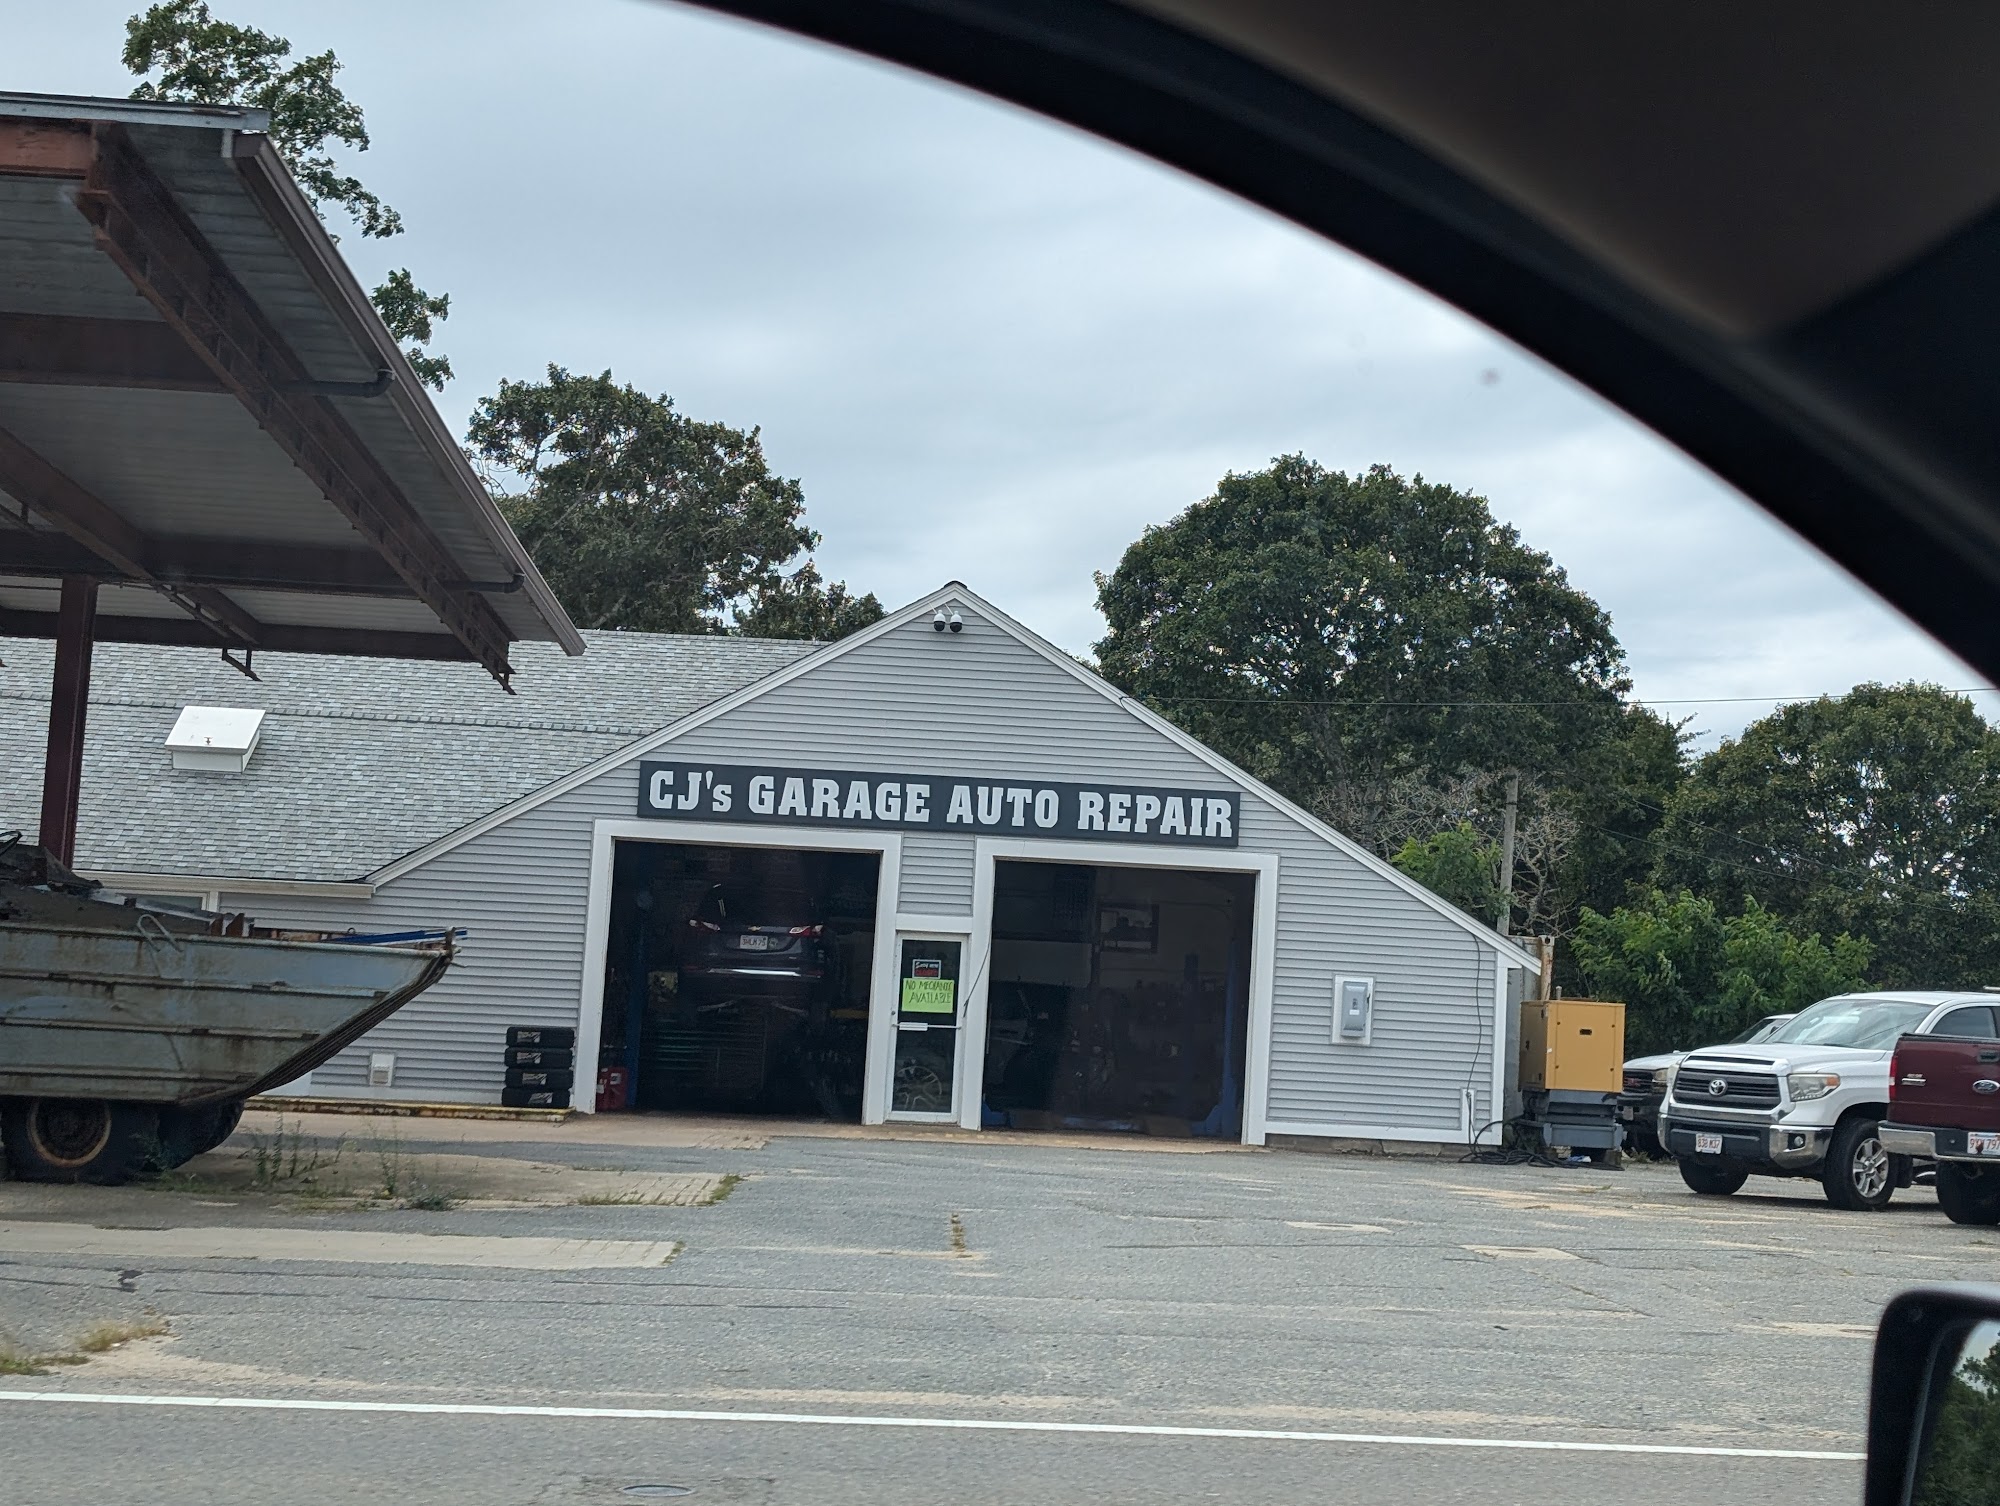 CJ's GARAGE AUTO REPAIR
NO MECHANIC
AVAILABLE